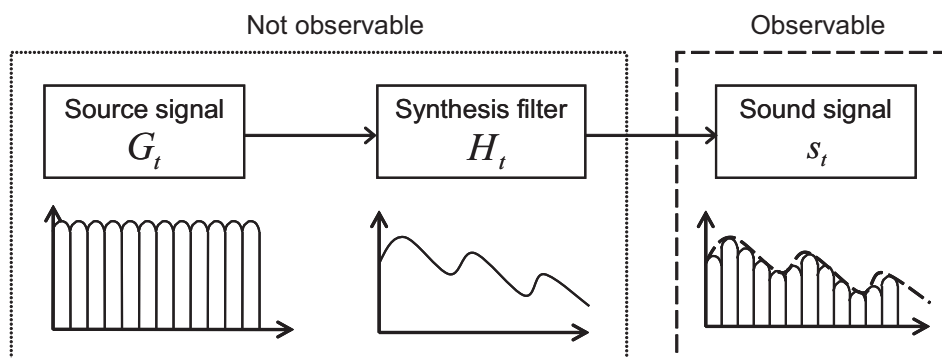 Not observable
Observable
Source signal
G_t
Synthesis filter
H_t
Sound signal
s_t